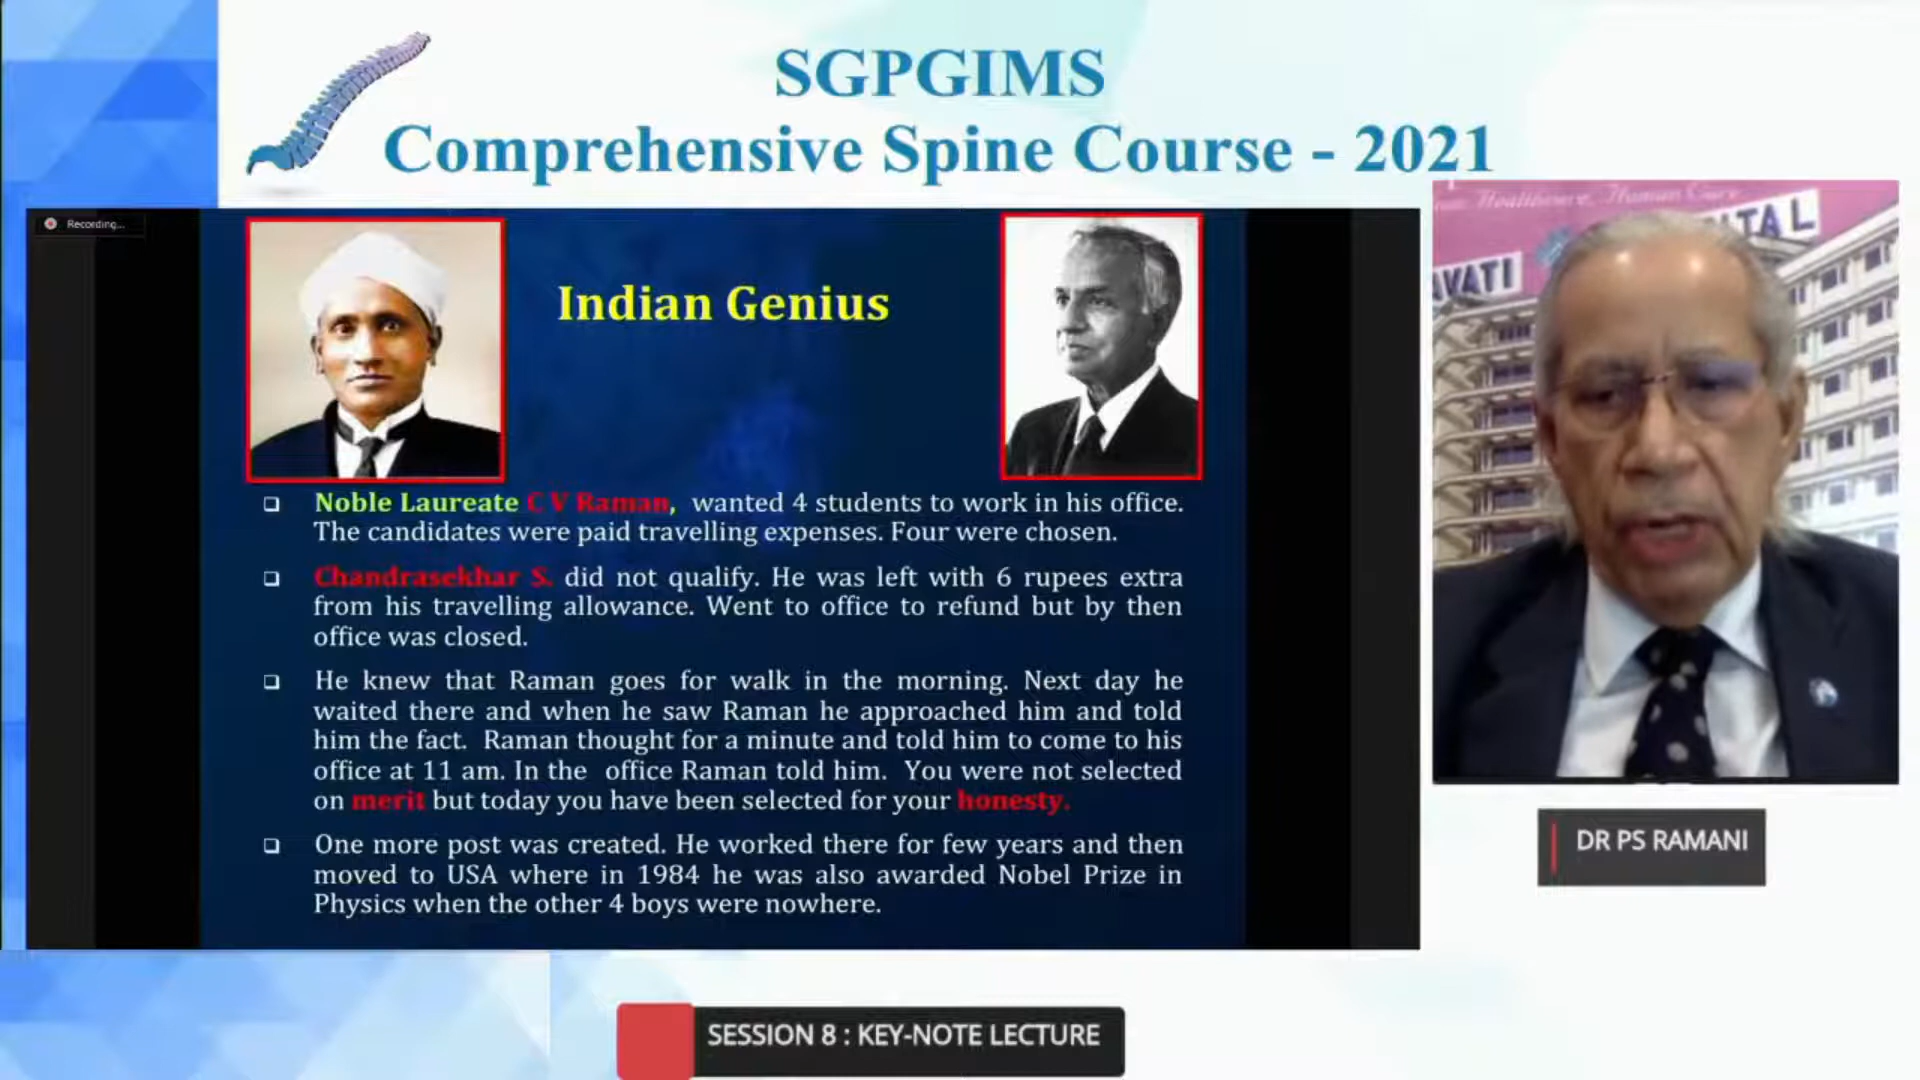 SGPGIMS
Comprehensive Spine Course - 2021
Recording...
Healthcare, Human Care
TAL
VATI
Indian Genius
Noble Laureate C V Raman, wanted 4 students to work in his office.
The candidates were paid travelling expenses. Four were chosen.
Chandrasekhar S. did not qualify. He was left with 6 rupees extra
from his travelling allowance. Went to office to refund but by then
office was closed.
He knew that Raman goes for walk in the morning. Next day he
waited there and when he saw Raman he approached him and told
him the fact. Raman thought for a minute and told him to come to his
office at 11 am. In the office Raman told him. You were not selected
on merit but today you have been selected for your honesty.
One more post was created. He worked there for few years and then
moved to USA where in 1984 he was also awarded Nobel Prize in
Physics when the other 4 boys were nowhere.
DR PS RAMANI
SESSION 8 : KEY-NOTE LECTURE